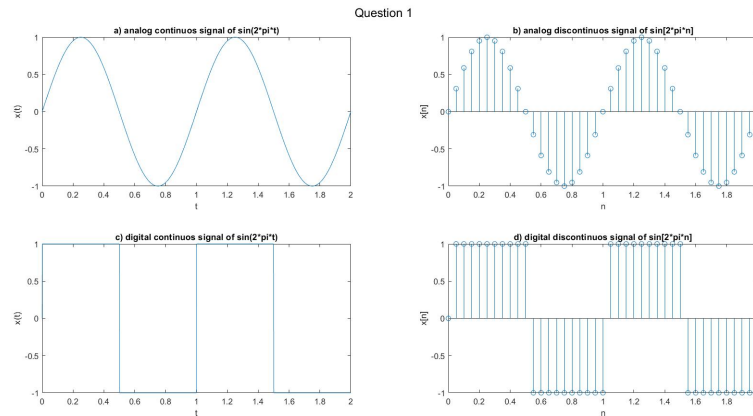 Question 1
a) analog continuos signal of sin(2*pi*t)
1
0.5
0
-0.5
-1
x(t)
0 0.2 0.4 0.6 0.8 1 1.2 1.4 1.6 1.8 2
t
b) analog discontinuos signal of sin[2*pi*n]
1
0.5
0
-0.5
-1
x[n]
0 0.2 0.4 0.6 0.8 1 1.2 1.4 1.6 1.8
n
c) digital continuos signal of sin(2*pi*t)
1
0.5
0
-0.5
-1
x(t)
0 0.2 0.4 0.6 0.8 1 1.2 1.4 1.6 1.8 2
t
d) digital discontinuos signal of sin[2*pi*n]
1
0.5
0
-0.5
-1
x[n]
0 0.2 0.4 0.6 0.8 1 1.2 1.4 1.6 1.8
n